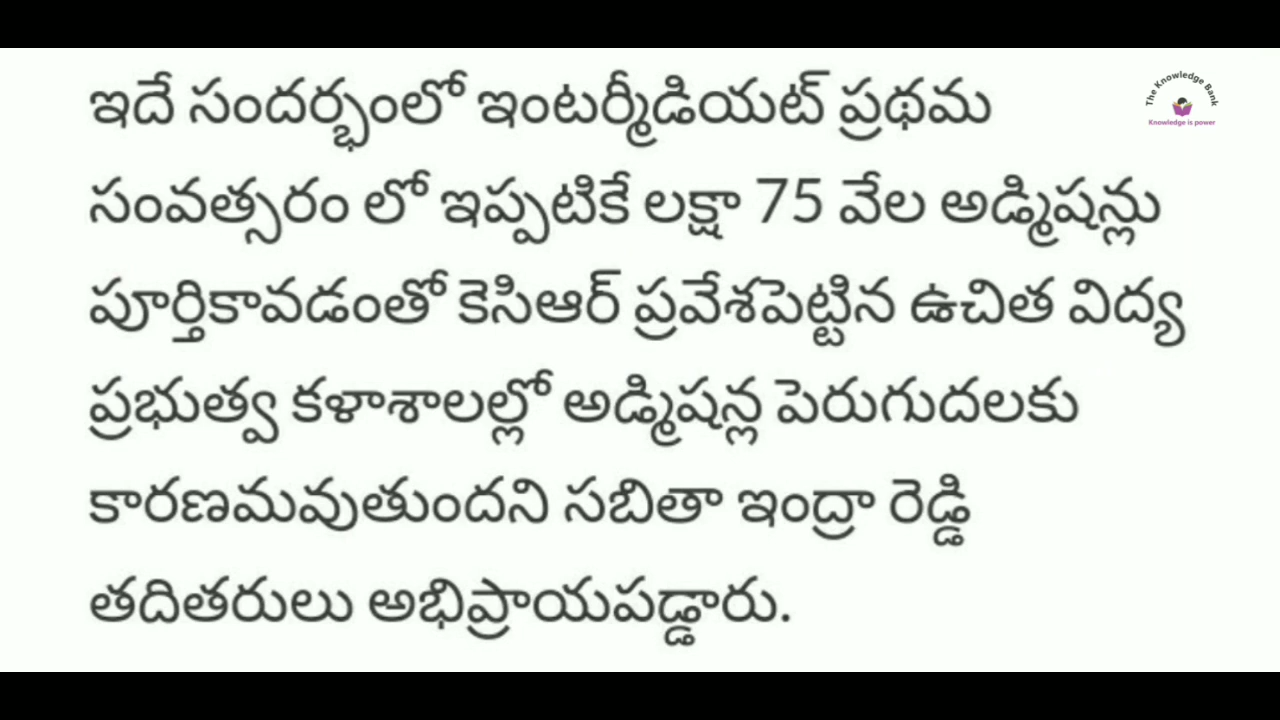 ఇదే సందర్భంలో ఇంటర్మీడియట్ ప్రథమ
సంవత్సరం లో ఇప్పటికే లక్షా 75 వేల అడ్మిషన్లు
పూర్తికావడంతో కెసిఆర్ ప్రవేశపెట్టిన ఉచిత విద్య
ప్రభుత్వ కళాశాలల్లో అడ్మిషన్ల పెరుగుదలకు
కారణమవుతుందని సబితా ఇంద్రా రెడ్డి
తదితరులు అభిప్రాయపడ్డారు.
The Knowledge Bank
Knowledge is power